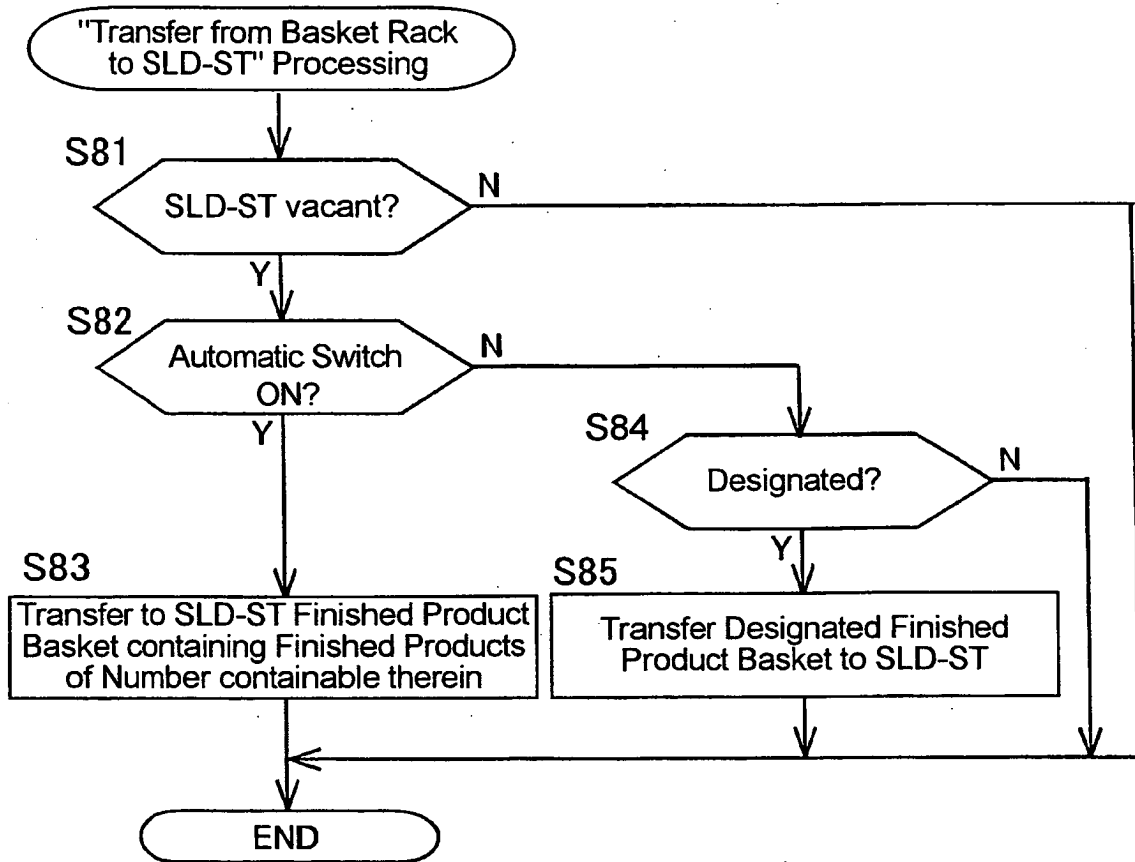 "Transfer from Basket Rack
to SLD-ST" Processing
S81
SLD-ST vacant?
N
Y
S82
Automatic Switch
ON?
N
Y
S84
Designated?
N
Y
S83
Transfer to SLD-ST Finished Product
Basket containing Finished Products
of Number containable therein
S85
Transfer Designated Finished
Product Basket to SLD-ST
END